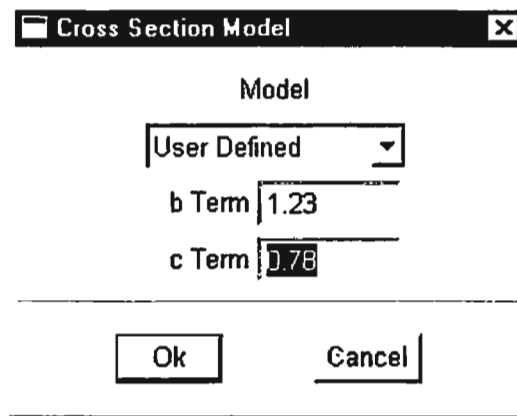 Cross Section Model
Model
User Defined
b Term 1.23
c Term 0.78
Ok Cancel